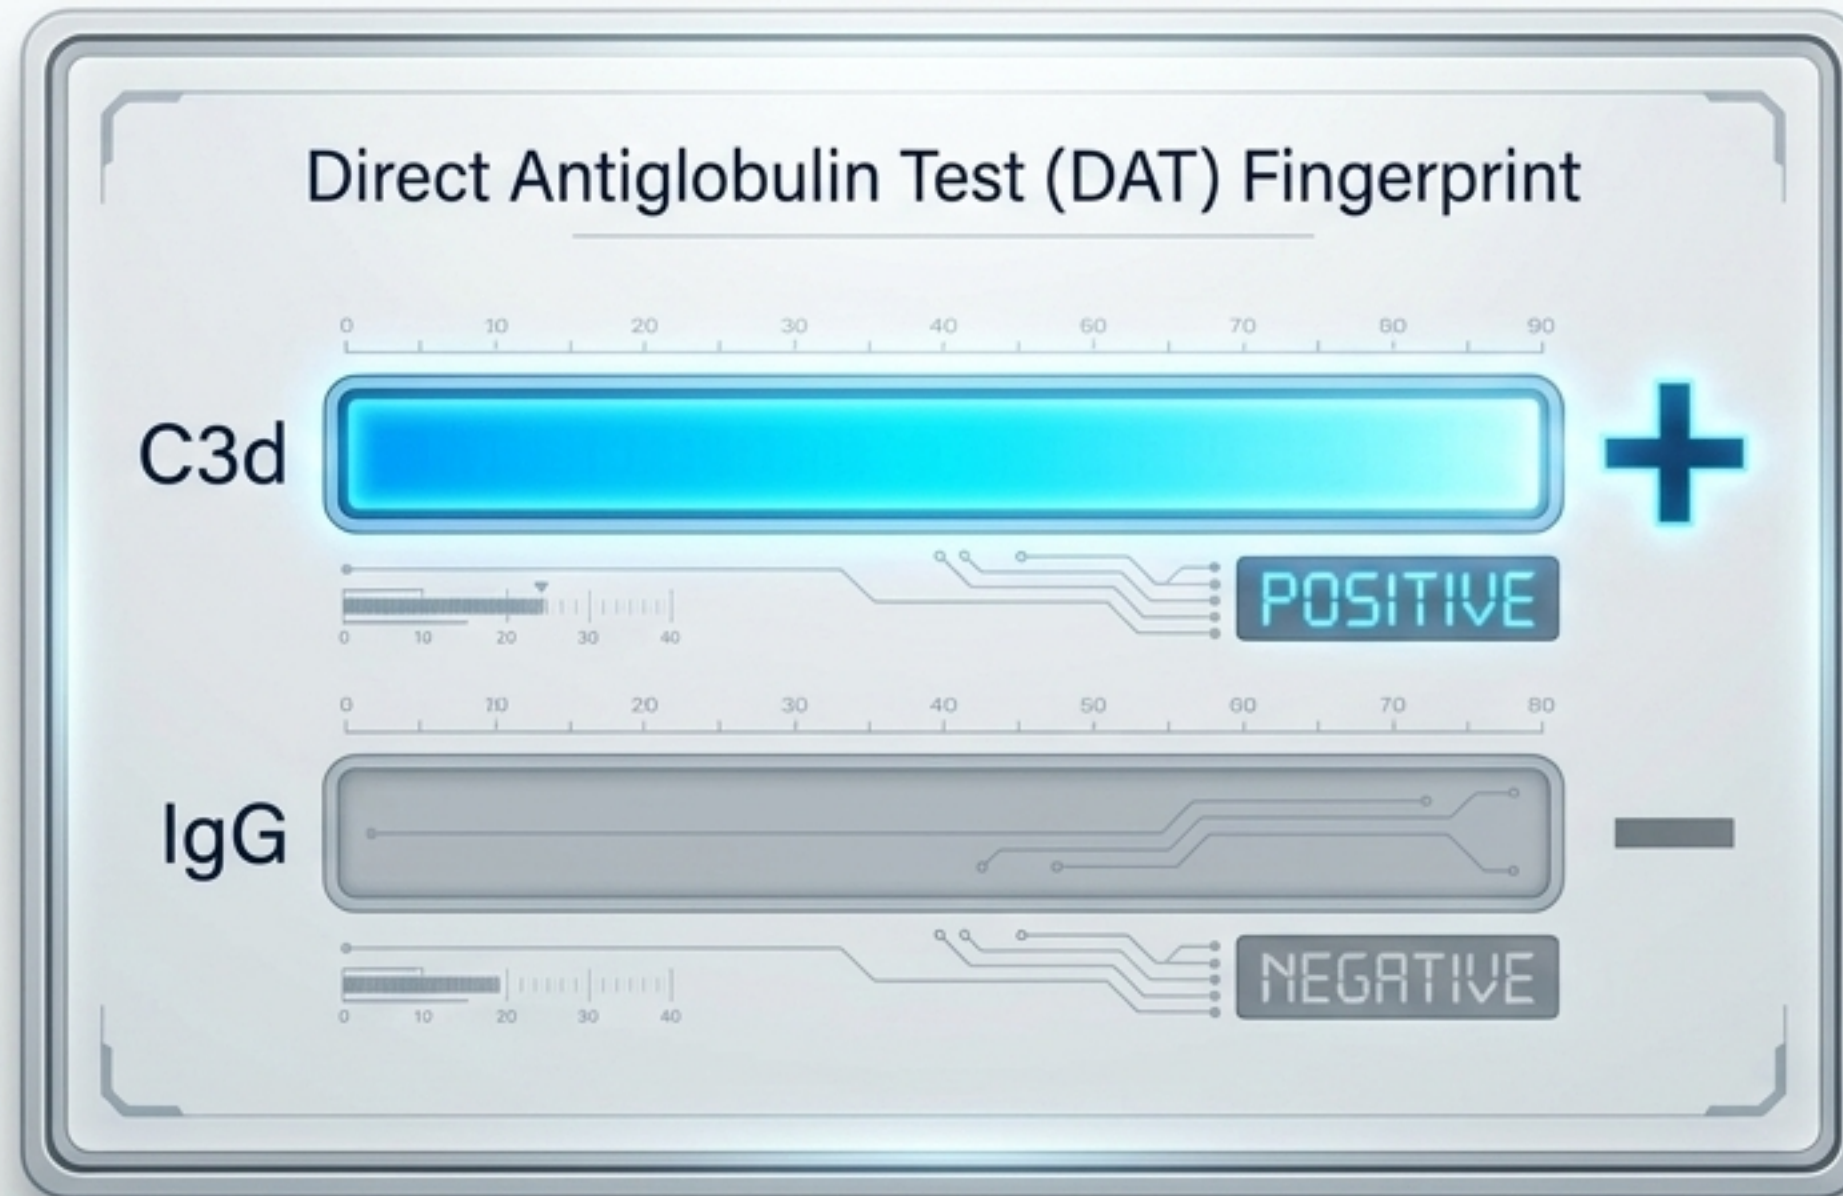 Direct Antiglobulin Test (DAT) Fingerprint
0 10 20 30 40 60 70 80 90
C3d
+
POSITIVE
0 10 20 30 40
0 10 20 30 40 50 60 70 80
IgG
NEGATIVE
0 10 20 30 40